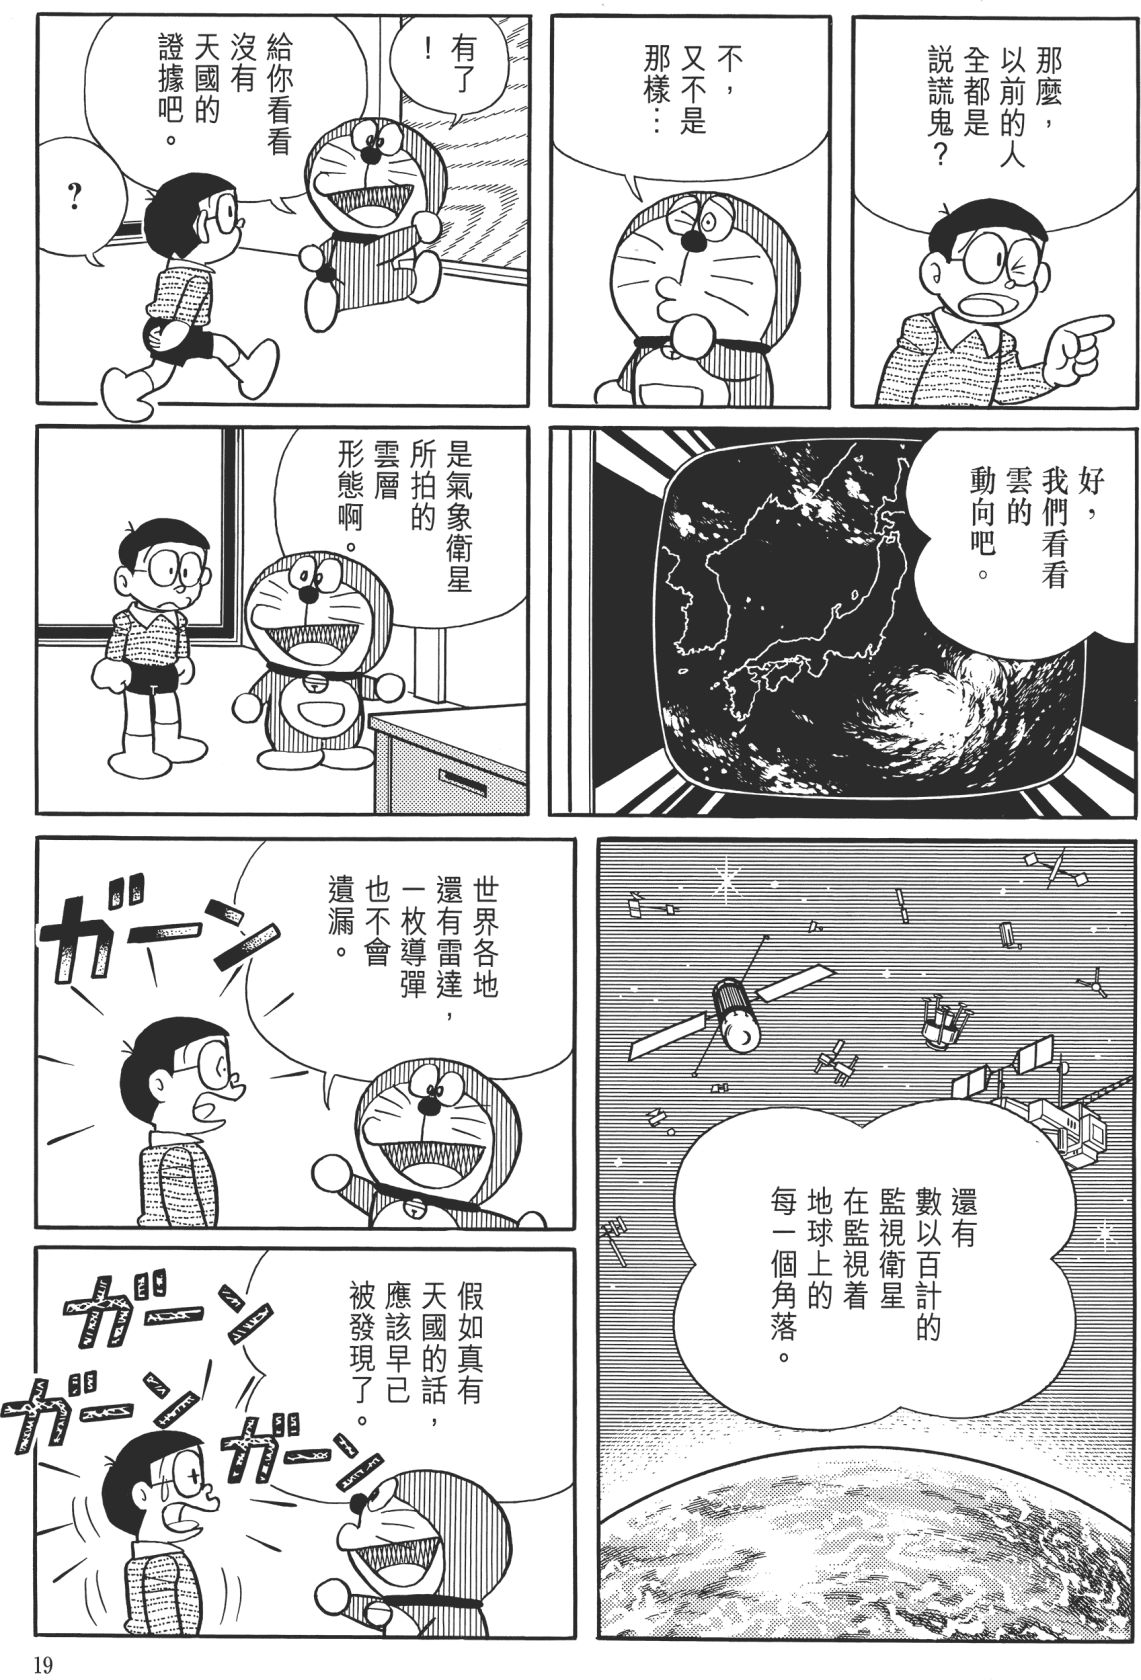 那麼，
以前的人
全都是
説謊鬼？
不，
又不是
那樣…
有了
！
給你看看
沒有
天國的
證據吧。
？
好，
我們看看
雲的
動向吧。
是氣象衛星
所拍的
雲層
形態啊。
還有
數以百計的
監視衛星
在監視着
地球上的
每一個角落。
世界各地
還有雷達，
一枚導彈
也不會
遺漏。
ガーン
假如真有
天國的話，
應該早已
被發現了。
ガーン
ガーン
ガーン
19